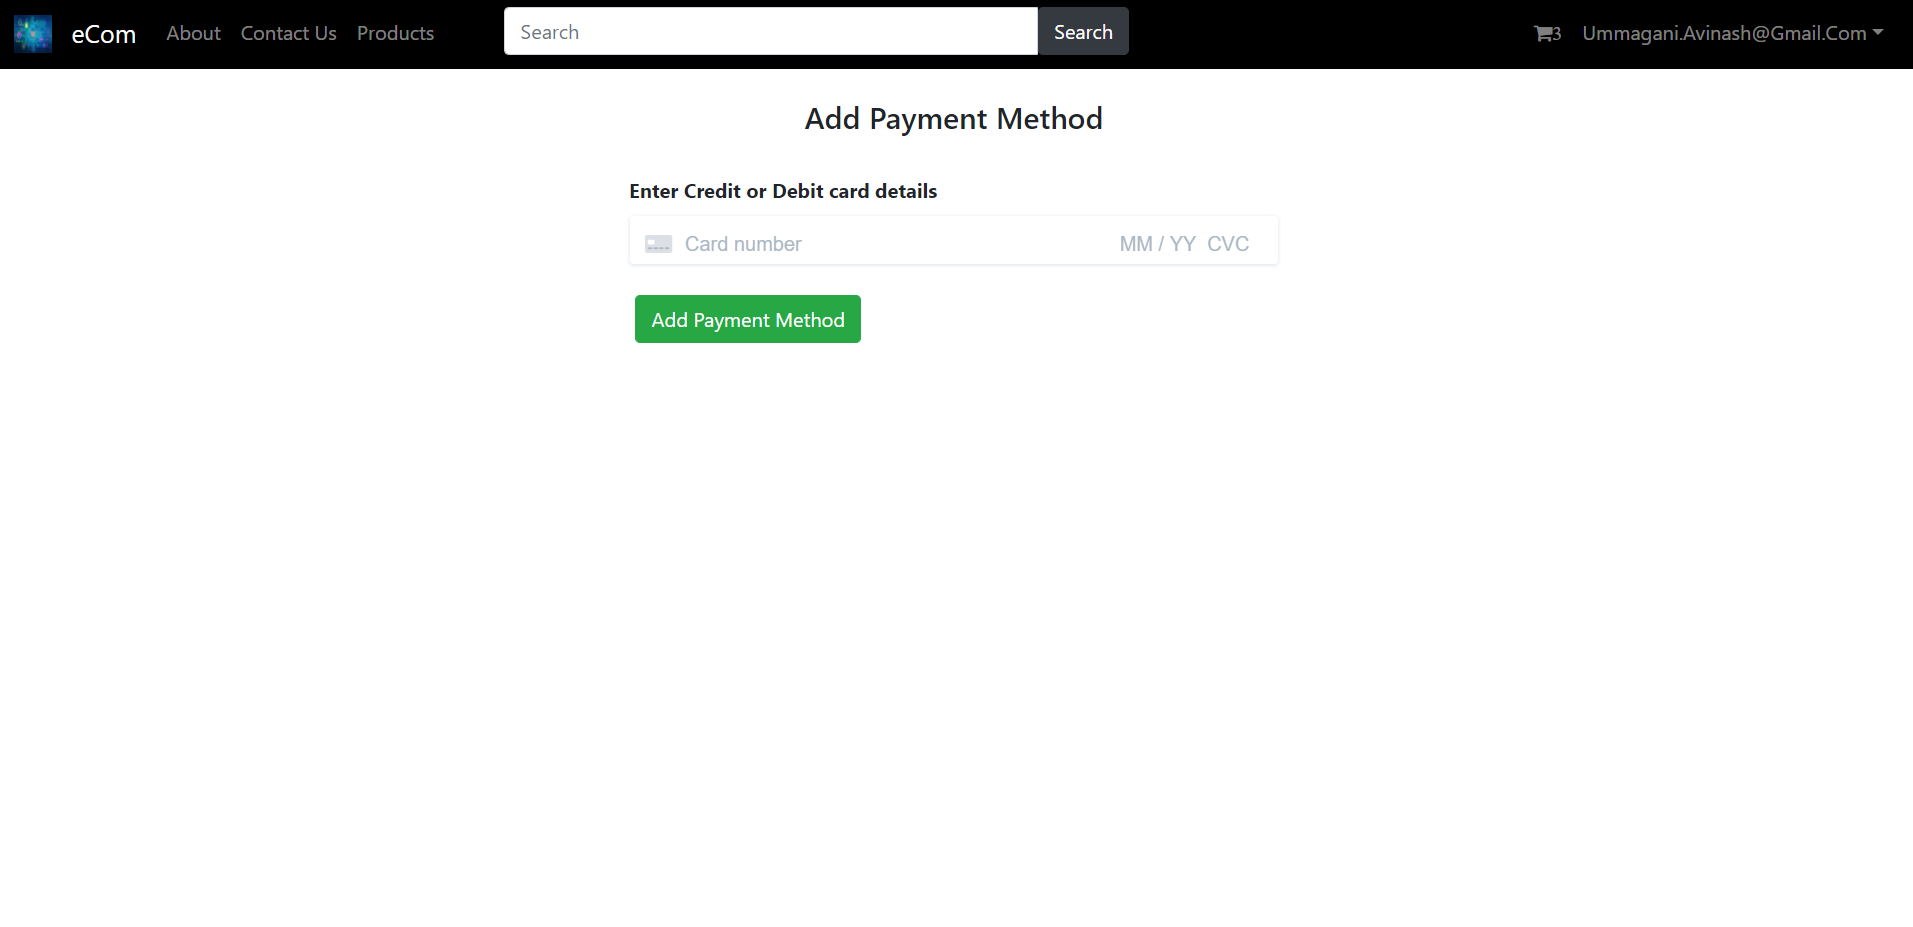 eCom About Contact Us Products Search Search 3 Ummagani.Avinash@Gmail.Com
Add Payment Method
Enter Credit or Debit card details
Card number MM / YY CVC
Add Payment Method